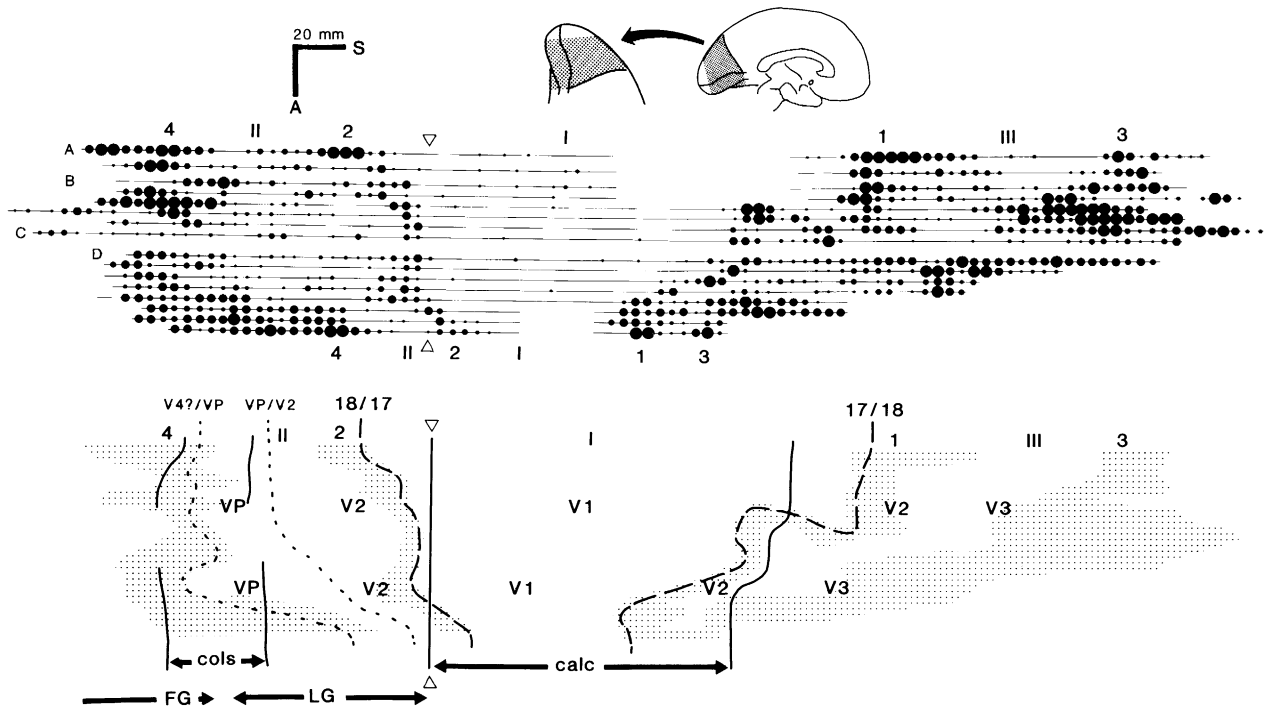 20 mm
S
A
4 II 2 I 1 III 3
A
B
C
D
4 II 2 I 1 3
V4?/VP VP/V2 18/17 17/18
4 II 2 I 1 III 3
VP V2 V1 V2 V3
VP V2 V1 V2 V3
cols calc
FG LG